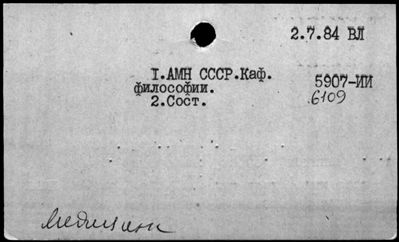 2.7.84 ВЛ
I.АМН СССР.Каф.
философии.
2.Сост.
5907-ИИ
6109
Медицин